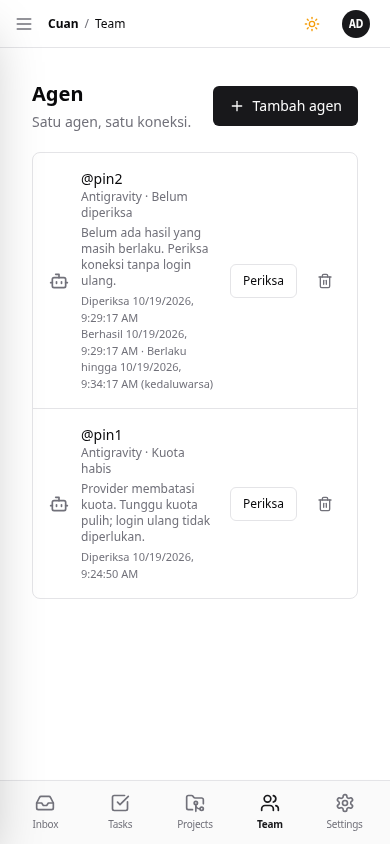 Cuan / Team
AD
Agen
Satu agen, satu koneksi.
Tambah agen
@pin2
Antigravity · Belum
diperiksa
Belum ada hasil yang
masih berlaku. Periksa
koneksi tanpa login
ulang.
Diperiksa 10/19/2026,
9:29:17 AM
Berhasil 10/19/2026,
9:29:17 AM · Berlaku
hingga 10/19/2026,
9:34:17 AM (kedaluwarsa)
Periksa
@pin1
Antigravity · Kuota
habis
Provider membatasi
kuota. Tunggu kuota
pulih; login ulang tidak
diperlukan.
Diperiksa 10/19/2026,
9:24:50 AM
Periksa
Inbox
Tasks
Projects
Team
Settings